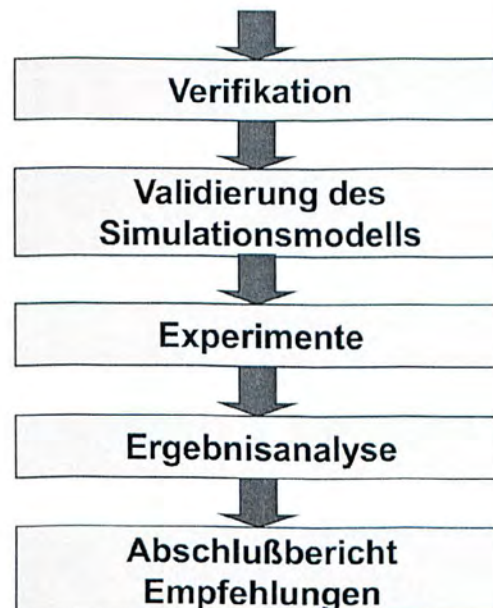 Verifikation
Validierung des
Simulationsmodells
Experimente
Ergebnisanalyse
Abschlußbericht
Empfehlungen